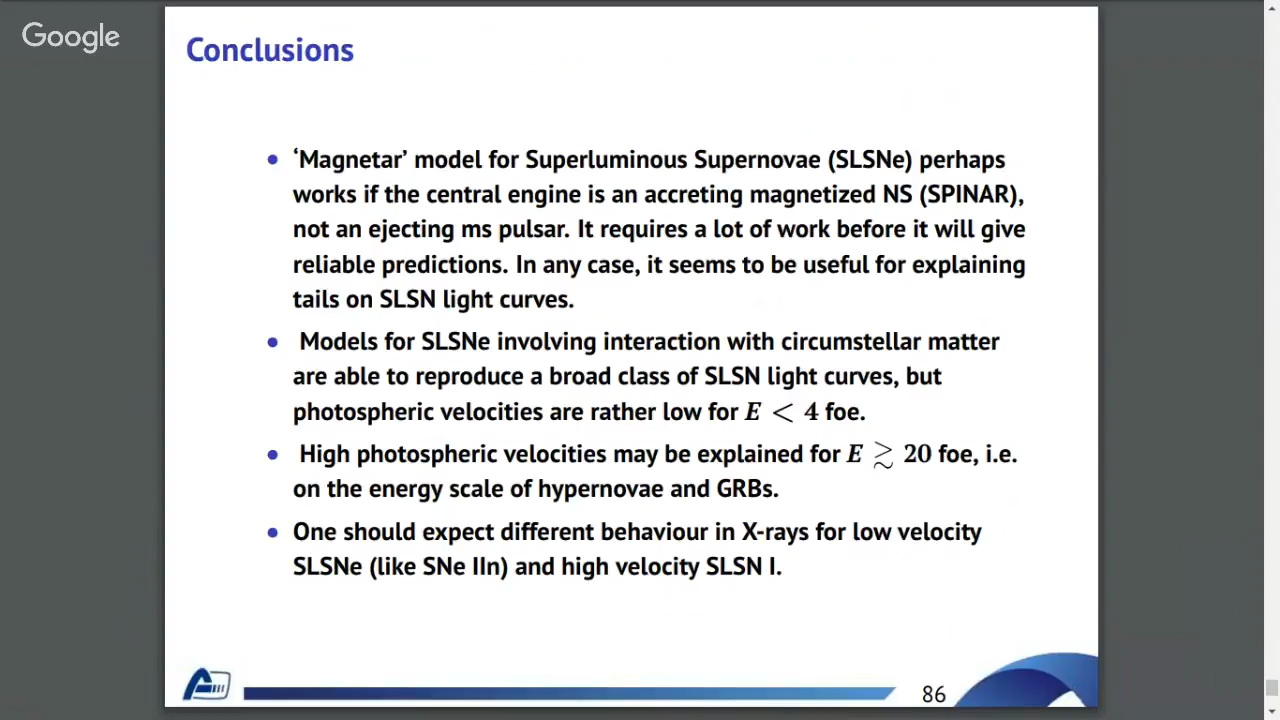 Google
Conclusions
• ‘Magnetar’ model for Superluminous Supernovae (SLSNe) perhaps
works if the central engine is an accreting magnetized NS (SPINAR),
not an ejecting ms pulsar. It requires a lot of work before it will give
reliable predictions. In any case, it seems to be useful for explaining
tails on SLSN light curves.
• Models for SLSNe involving interaction with circumstellar matter
are able to reproduce a broad class of SLSN light curves, but
photospheric velocities are rather low for E < 4 foe.
• High photospheric velocities may be explained for E ≳ 20 foe, i.e.
on the energy scale of hypernovae and GRBs.
• One should expect different behaviour in X-rays for low velocity
SLSNe (like SNe IIn) and high velocity SLSN I.
86